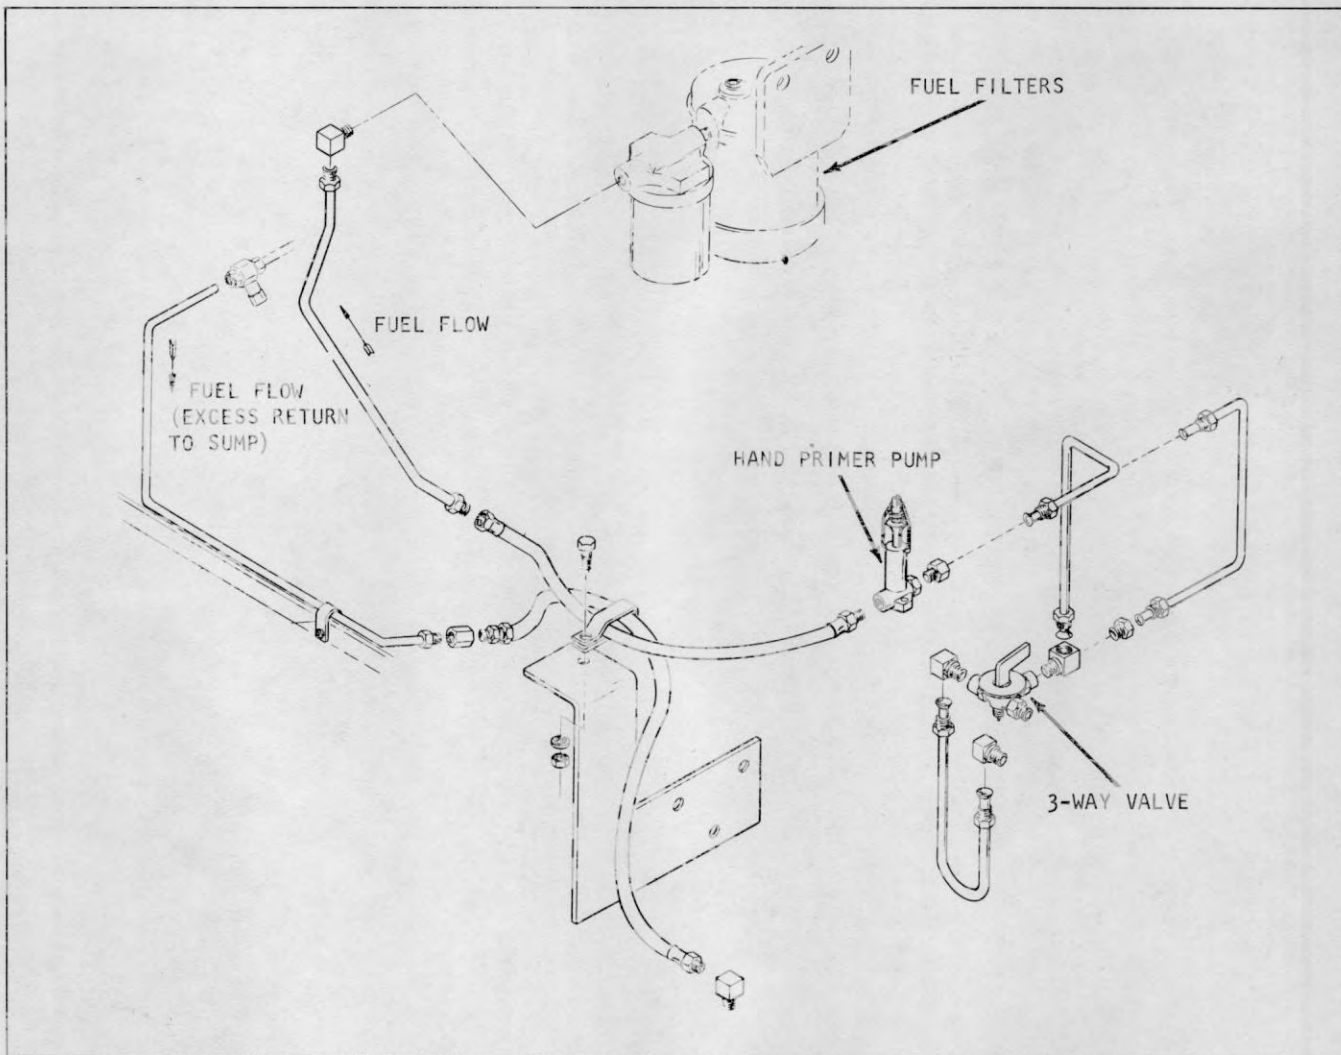 FUEL FILTERS
FUEL FLOW
FUEL FLOW
(EXCESS RETURN
TO SUMP)
HAND PRIMER PUMP
3-WAY VALVE